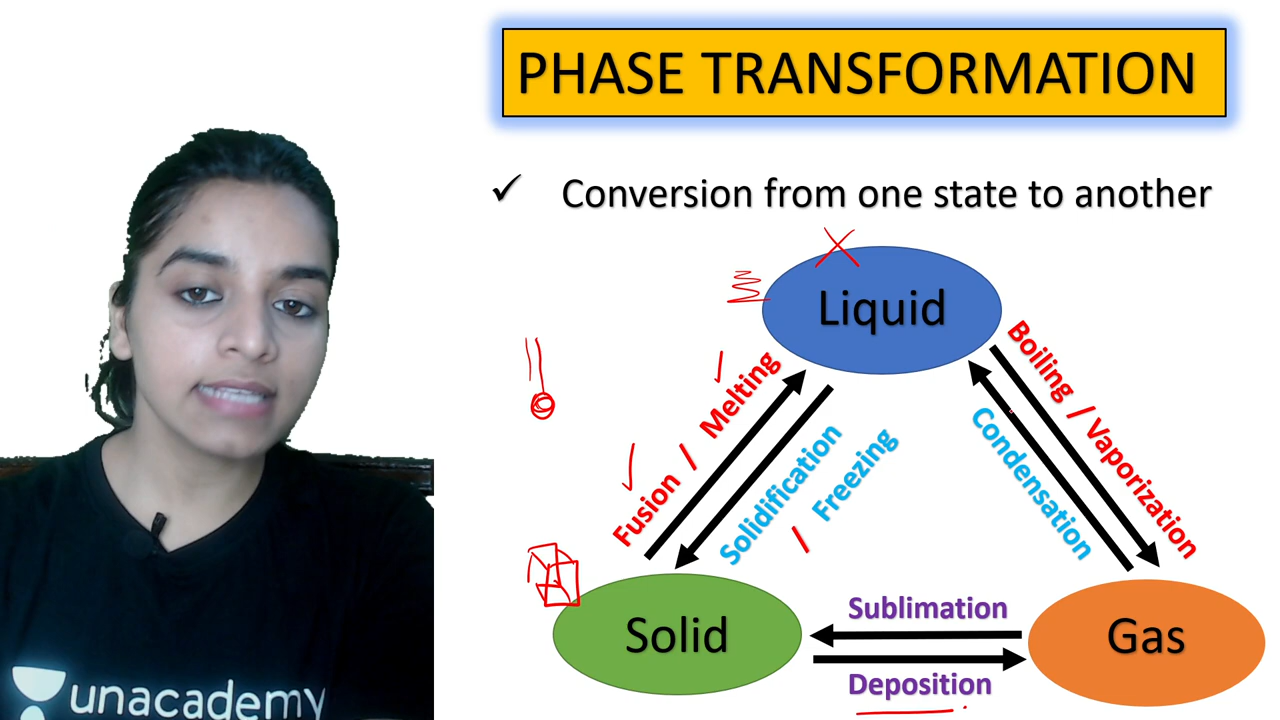 PHASE TRANSFORMATION
✓ Conversion from one state to another
Liquid
Fusion / Melting
Solidification
/ Freezing
Boiling / Vaporization
Condensation
Sublimation
Solid
Gas
Deposition
unacademy